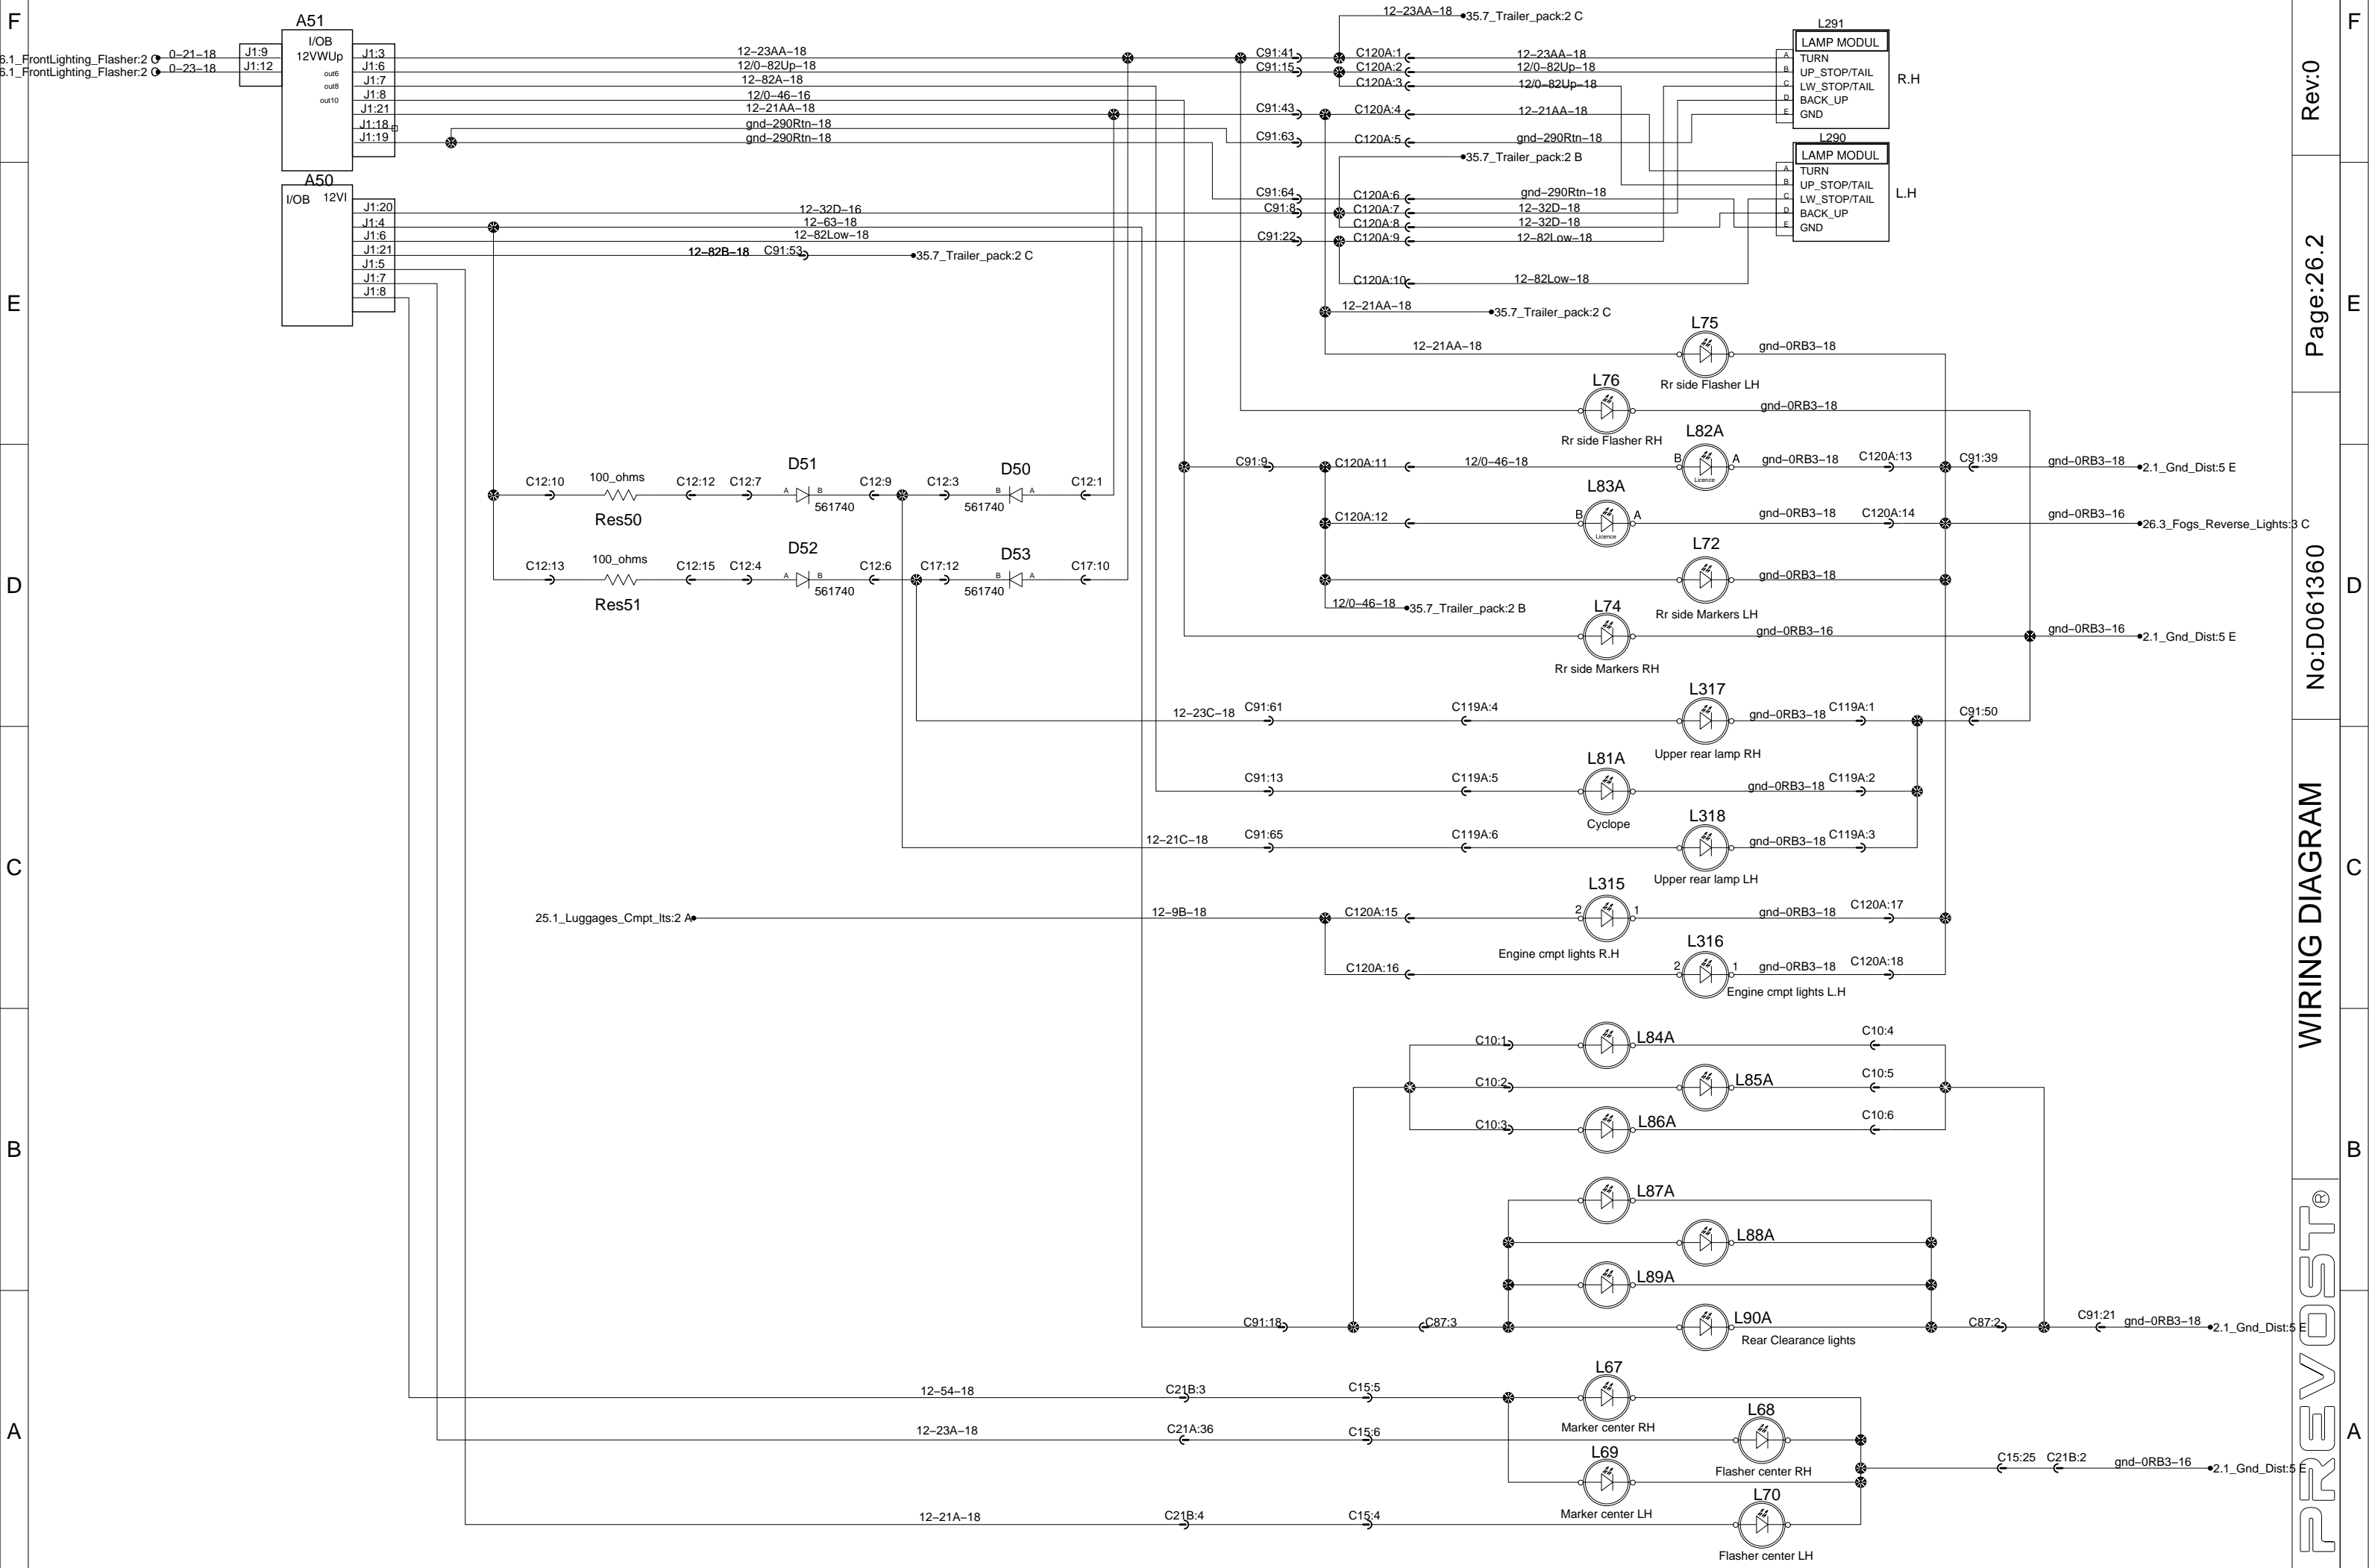 F
A51
I/OB
12VWUp
out6
out8
out10
6.1_FrontLighting_Flasher:2 C
0–21–18
J1:9
6.1_FrontLighting_Flasher:2 C
0–23–18
J1:12
J1:3
J1:6
J1:7
J1:8
J1:21
J1:18
J1:19
12–23AA–18
12/0–82Up–18
12–82A–18
12/0–46–16
12–21AA–18
gnd–290Rtn–18
gnd–290Rtn–18
12–23AA–18
35.7_Trailer_pack:2 C
C91:41
C120A:1
12–23AA–18
C91:15
C120A:2
12/0–82Up–18
C120A:3
12/0–82Up–18
C91:43
C120A:4
12–21AA–18
C91:63
C120A:5
gnd–290Rtn–18
35.7_Trailer_pack:2 B
C91:64
C120A:6
gnd–290Rtn–18
C91:8
C120A:7
12–32D–18
C120A:8
12–32D–18
C91:22
C120A:9
12–82Low–18
C120A:10
12–82Low–18
12–21AA–18
35.7_Trailer_pack:2 C
L291
LAMP MODUL
A TURN
B UP_STOP/TAIL
C LW_STOP/TAIL
D BACK_UP
E GND
R.H
L290
LAMP MODUL
A TURN
B UP_STOP/TAIL
C LW_STOP/TAIL
D BACK_UP
E GND
L.H
F
E
A50
I/OB 12VI
J1:20
J1:4
J1:6
J1:21
J1:5
J1:7
J1:8
12–32D–16
12–63–18
12–82Low–18
12–82B–18
C91:53
35.7_Trailer_pack:2 C
E
L75
12–21AA–18
gnd–0RB3–18
Rr side Flasher LH
L76
gnd–0RB3–18
Rr side Flasher RH
L82A
C91:9
C120A:11
12/0–46–18
B
A
Licence
gnd–0RB3–18
C120A:13
C91:39
gnd–0RB3–18
2.1_Gnd_Dist:5 E
L83A
C120A:12
B
A
Licence
gnd–0RB3–18
C120A:14
gnd–0RB3–16
26.3_Fogs_Reverse_Lights:3 C
L72
gnd–0RB3–18
Rr side Markers LH
12/0–46–18
35.7_Trailer_pack:2 B
L74
gnd–0RB3–16
gnd–0RB3–16
2.1_Gnd_Dist:5 E
Rr side Markers RH
D
C12:10
100_ohms
Res50
C12:12
C12:7
D51
A
B
561740
C12:9
C12:3
D50
B
A
561740
C12:1
C12:13
100_ohms
Res51
C12:15
C12:4
D52
A
B
561740
C12:6
C17:12
D53
B
A
561740
C17:10
D
L317
12–23C–18
C91:61
C119A:4
gnd–0RB3–18
C119A:1
C91:50
Upper rear lamp RH
L81A
C91:13
C119A:5
gnd–0RB3–18
C119A:2
Cyclope
L318
12–21C–18
C91:65
C119A:6
gnd–0RB3–18
C119A:3
Upper rear lamp LH
C
C
L315
25.1_Luggages_Cmpt_lts:2 A
12–9B–18
C120A:15
2
1
gnd–0RB3–18
C120A:17
Engine cmpt lights R.H
L316
C120A:16
2
1
gnd–0RB3–18
C120A:18
Engine cmpt lights L.H
C10:1
L84A
C10:4
C10:2
L85A
C10:5
C10:3
L86A
C10:6
B
B
L87A
L88A
L89A
C91:18
C87:3
L90A
Rear Clearance lights
C87:2
C91:21
gnd–0RB3–18
2.1_Gnd_Dist:5 E
L67
12–54–18
C21B:3
C15:5
Marker center RH
L68
12–23A–18
C21A:36
C15:6
Flasher center RH
A
A
L69
Marker center LH
C15:25
C21B:2
gnd–0RB3–16
2.1_Gnd_Dist:5 E
L70
12–21A–18
C21B:4
C15:4
Flasher center LH
Rev:0
Page:26.2
No:D061360
WIRING DIAGRAM
PREVOST®